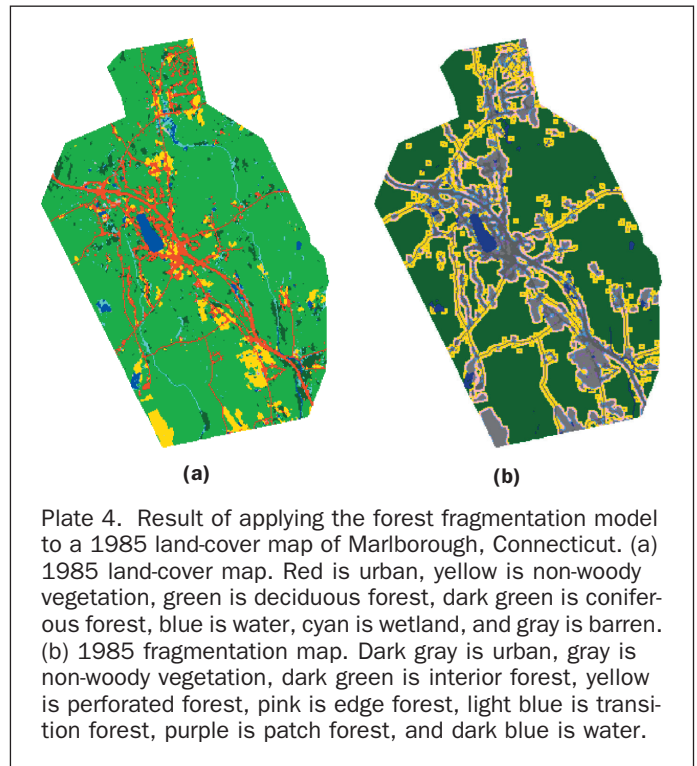 (a)
(b)
Plate 4. Result of applying the forest fragmentation model
to a 1985 land-cover map of Marlborough, Connecticut. (a)
1985 land-cover map. Red is urban, yellow is non-woody
vegetation, green is deciduous forest, dark green is conifer-
ous forest, blue is water, cyan is wetland, and gray is barren.
(b) 1985 fragmentation map. Dark gray is urban, gray is
non-woody vegetation, dark green is interior forest, yellow
is perforated forest, pink is edge forest, light blue is transi-
tion forest, purple is patch forest, and dark blue is water.